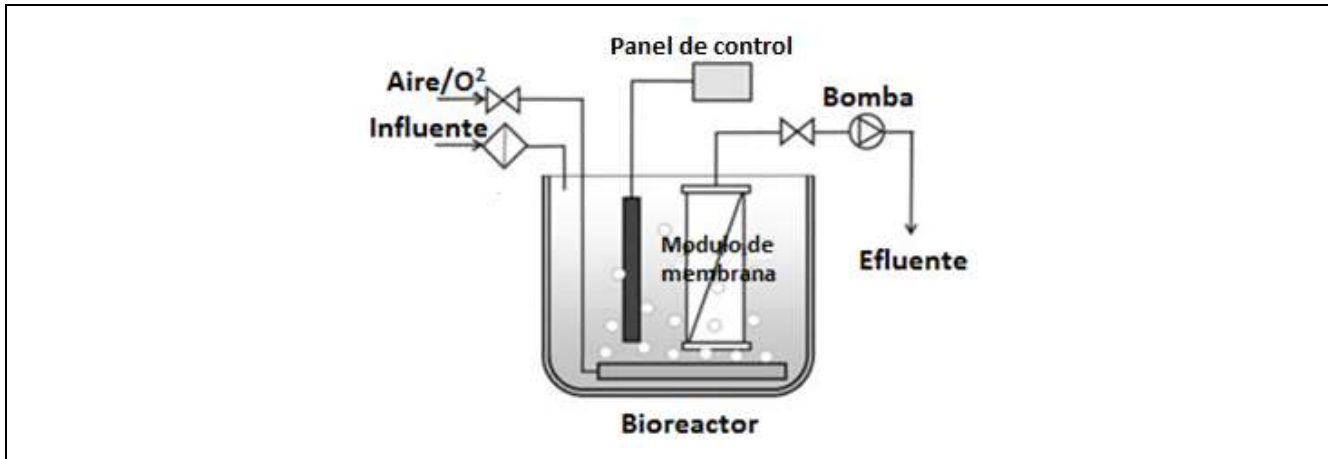 Panel de control
Aire/O²
Bomba
Influente
Modulo de
membrana
Efluente
Bioreactor